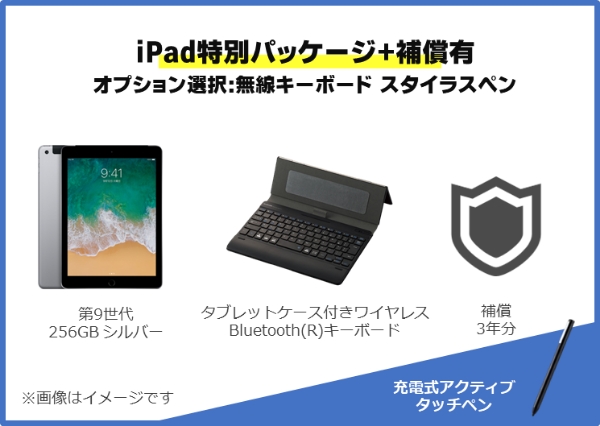 iPad特別パッケージ+補償有
オプション選択:無線キーボード スタイラスペン
9:41
第9世代
256GB シルバー
タブレットケース付きワイヤレス
Bluetooth(R)キーボード
補償
3年分
※画像はイメージです
充電式アクティブ
タッチペン